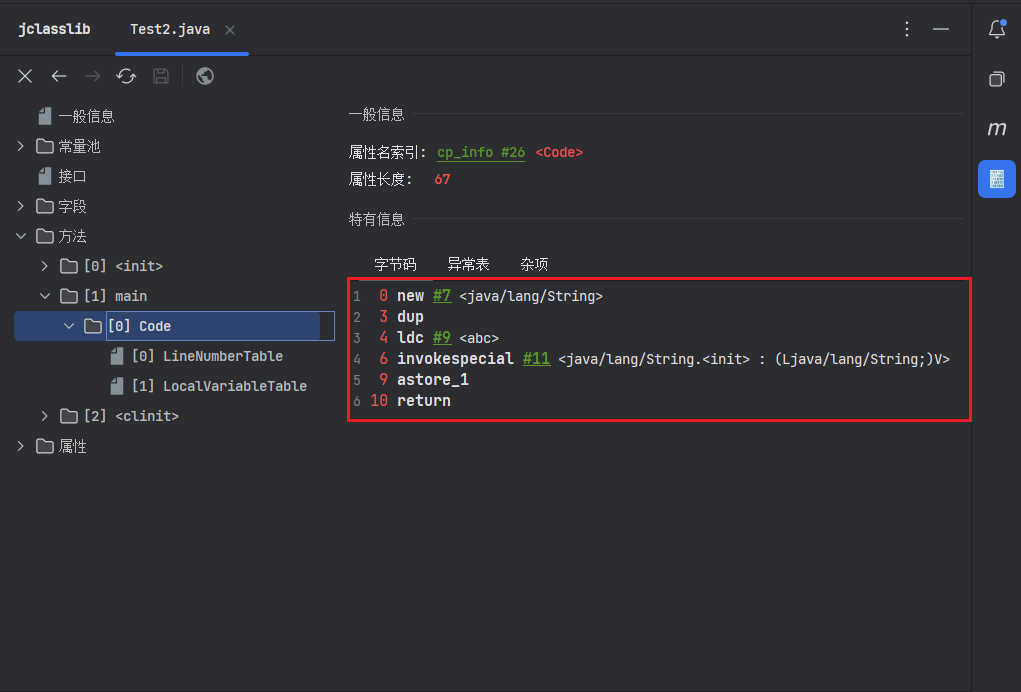 jclasslib
Test2.java
一般信息
常量池
接口
字段
方法
[0] <init>
[1] main
[0] Code
[0] LineNumberTable
[1] LocalVariableTable
[2] <clinit>
属性
一般信息
属性名索引: cp_info #26 <Code>
属性长度: 67
特有信息
字节码 异常表 杂项
1 0 new #7 <java/lang/String>
2 3 dup
3 4 ldc #9 <abc>
4 6 invokespecial #11 <java/lang/String.<init> : (Ljava/lang/String;)V>
5 9 astore_1
6 10 return
m